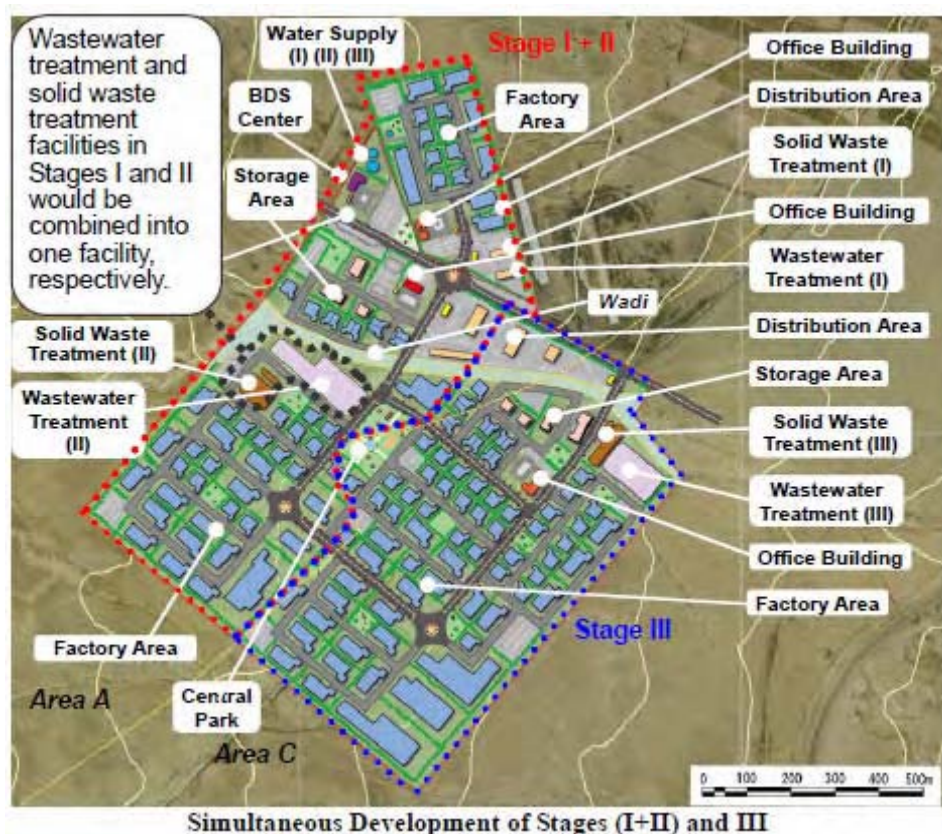 Wastewater
treatment and
solid waste
treatment
facilities in
Stages I and II
would be
combined into
one facility,
respectively.
Water Supply
(I) (II) (III)
BDS
Center
Storage
Area
Stage I + II
Factory
Area
Office Building
Distribution Area
Solid Waste
Treatment (I)
Office Building
Wastewater
Treatment (I)
Wadi
Distribution Area
Storage Area
Solid Waste
Treatment (II)
Wastewater
Treatment
(II)
Solid Waste
Treatment (III)
Wastewater
Treatment (III)
Office Building
Factory Area
Stage III
Factory Area
Area A
Central
Park
Area C
0 100 200 300 400 500m
Simultaneous Development of Stages (I+II) and III